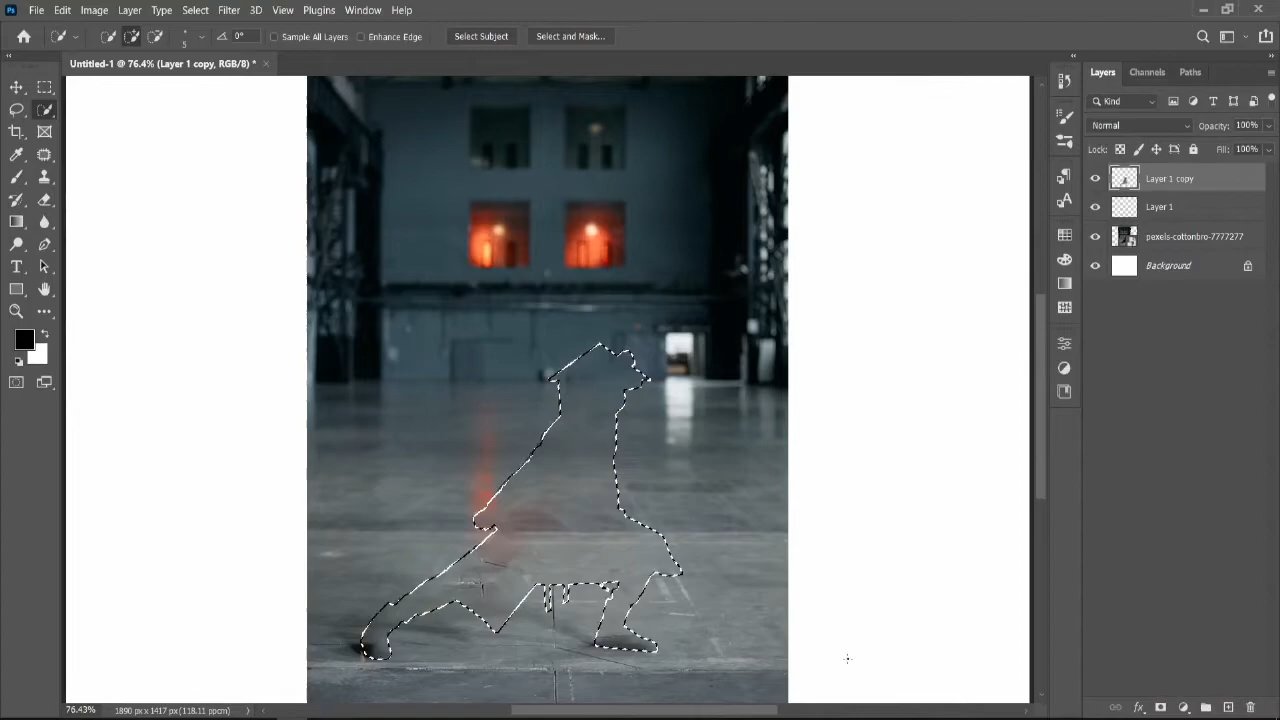 Ps File Edit Image Layer Type Select Filter 3D View Plugins Window Help
5 0° Sample All Layers Enhance Edge Select Subject Select and Mask...
Untitled-1 @ 76.4% (Layer 1 copy, RGB/8) * ×
Layers Channels Paths
Kind
Normal Opacity: 100%
Lock: Fill: 100%
Layer 1 copy
Layer 1
pexels-cottonbro-7777277
Background
76.43% 1890 px x 1417 px (118.11 ppcm)